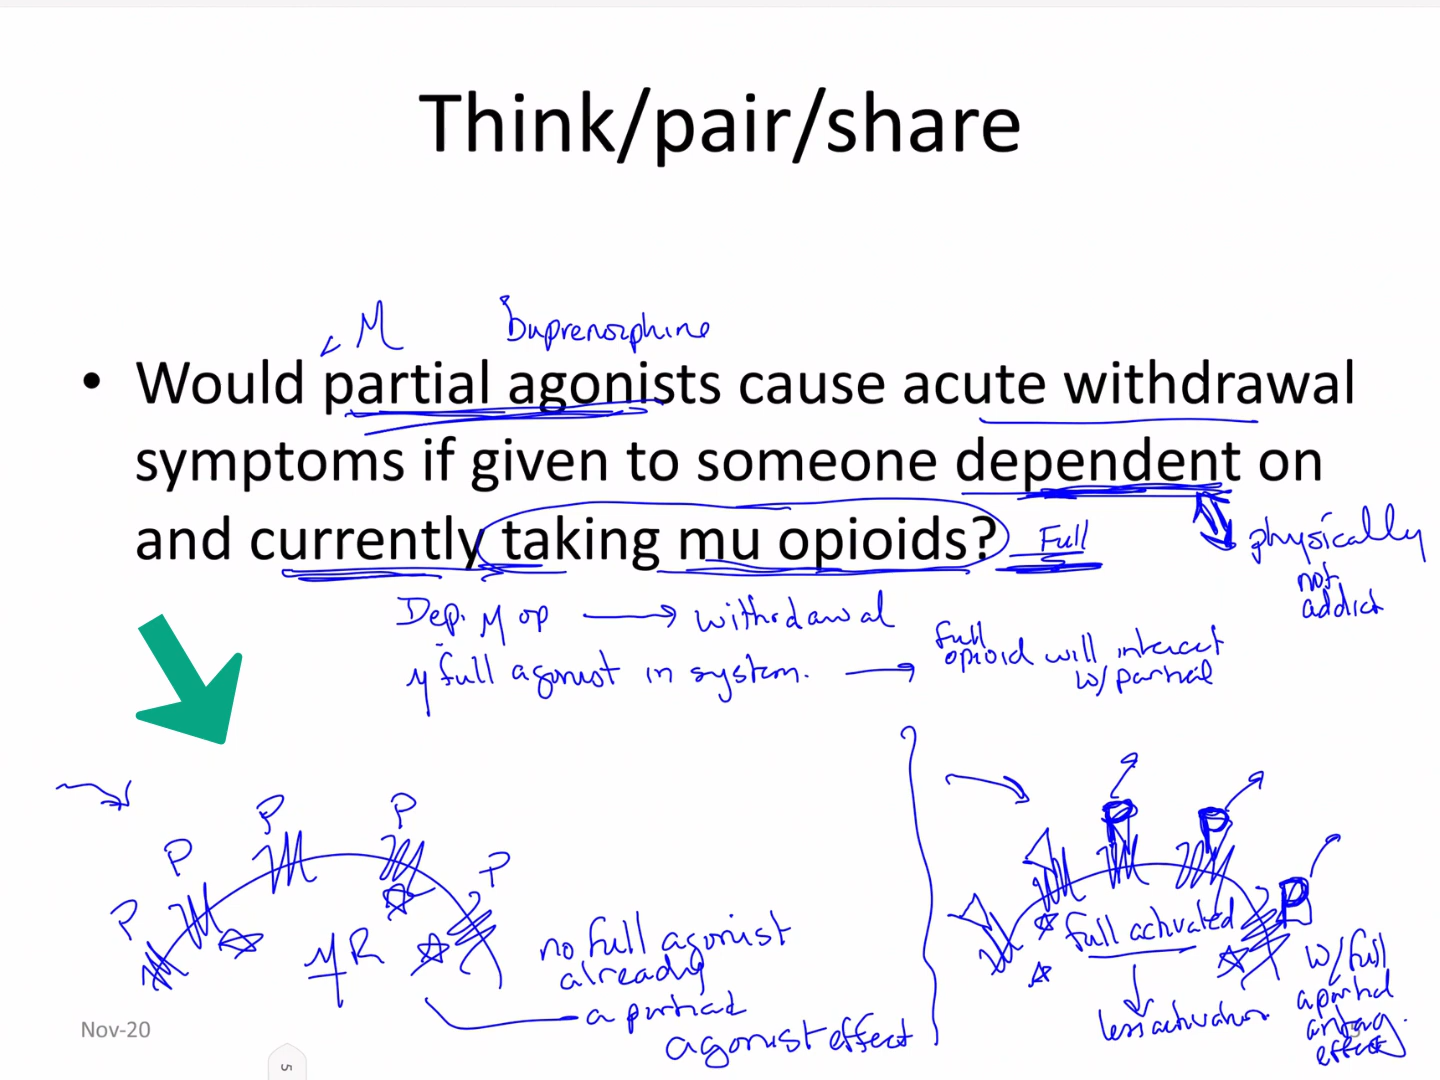 Think/pair/share
M buprenorphine
• Would partial agonists cause acute withdrawal
symptoms if given to someone dependent on
and currently taking mu opioids? Full
physically
not
addict
Dep. M op → withdrawal
μ full agonist in system. →
full
opioid will interact
w/ partial
P P P P P
μR
no full agonist
already
a partial
agonist effect
P P P
full activated
less activation
w/ full
a partial
antag.
effect
Nov-20
5